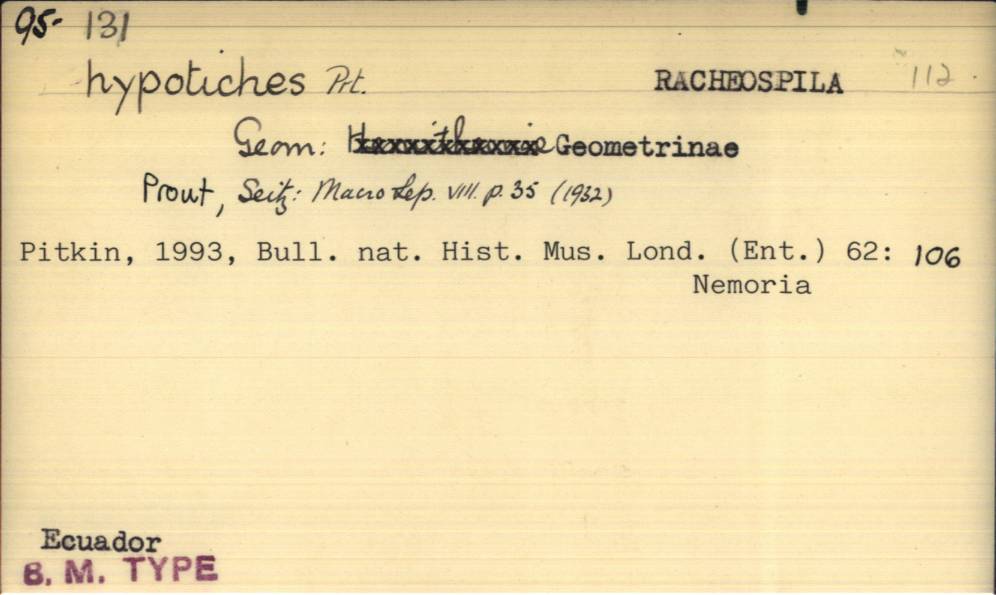 95- 131
hypotiches Prt. RACHEOSPILA 112.
Geom: Geometrinae
Prout, Seitz: Macro Lep. VIII. p. 35 (1932)
Pitkin, 1993, Bull. nat. Hist. Mus. Lond. (Ent.) 62: 106
Nemoria
Ecuador
B. M. TYPE